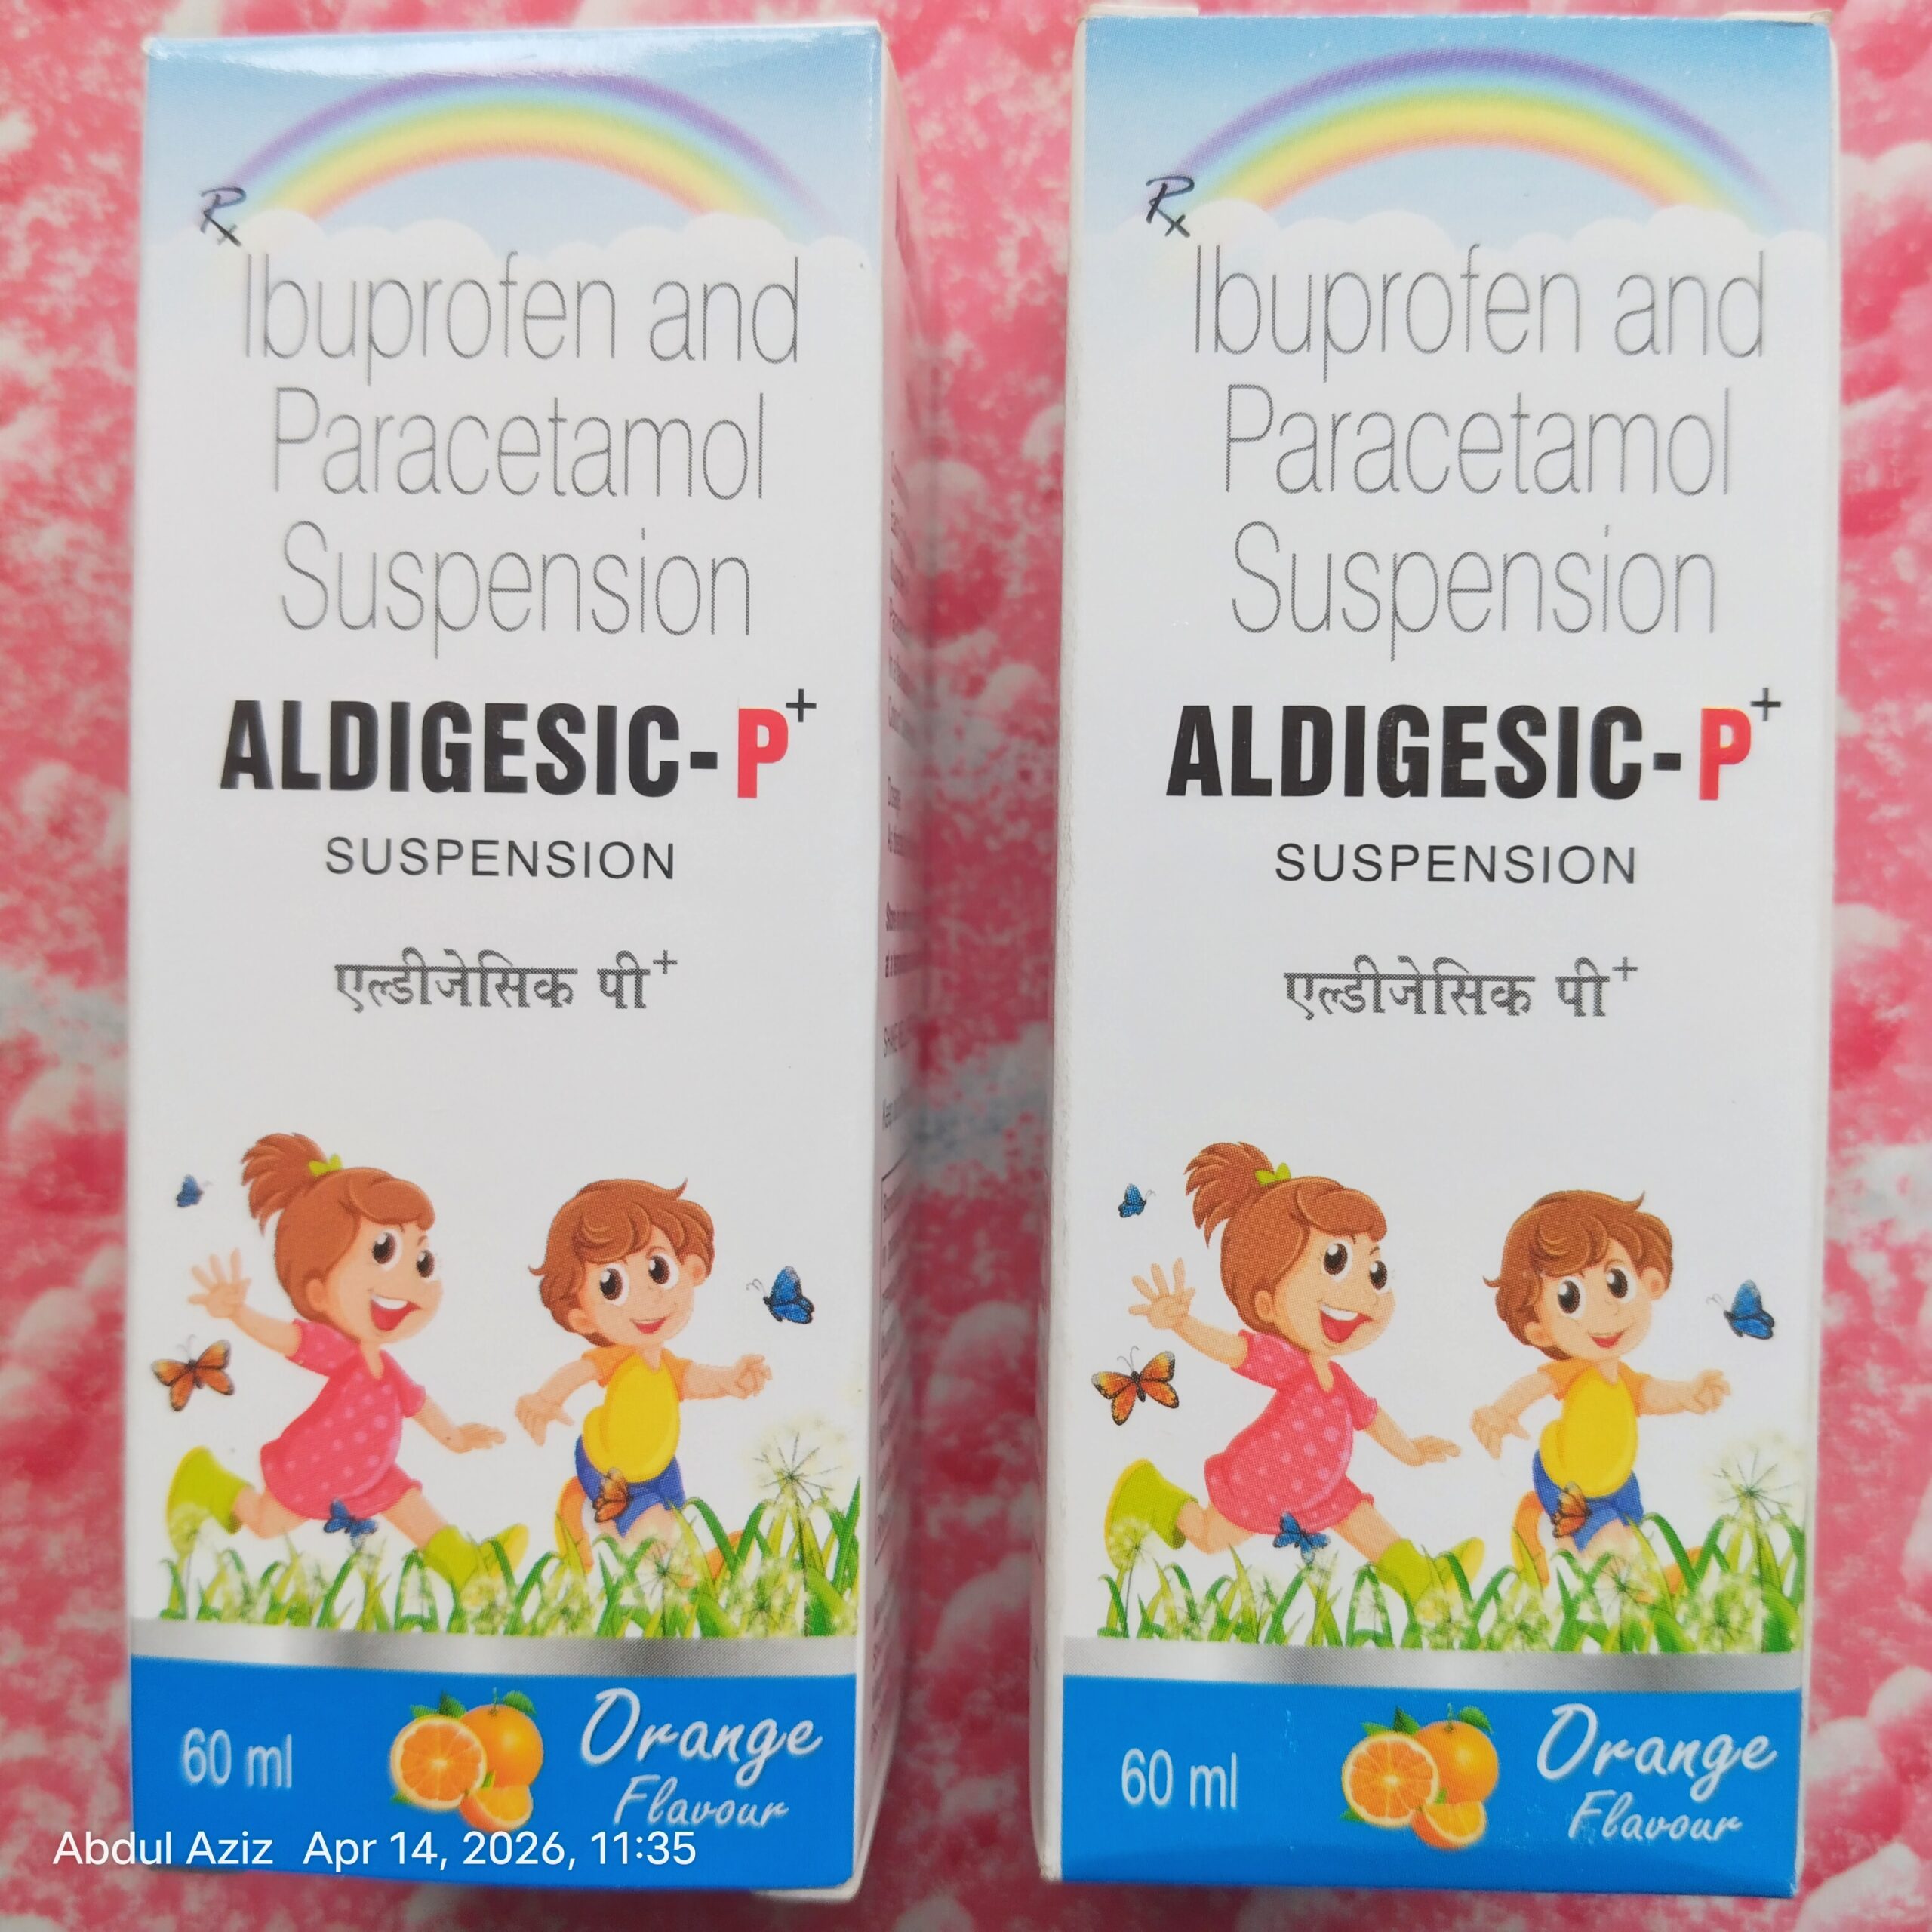 Rx
Ibuprofen and
Paracetamol
Suspension
ALDIGESIC-P+
SUSPENSION
एल्डीजेसिक पी+
60 ml
Orange
Flavour
Rx
Ibuprofen and
Paracetamol
Suspension
ALDIGESIC-P+
SUSPENSION
एल्डीजेसिक पी+
60 ml
Orange
Flavour
Abdul Aziz Apr 14, 2026, 11:35